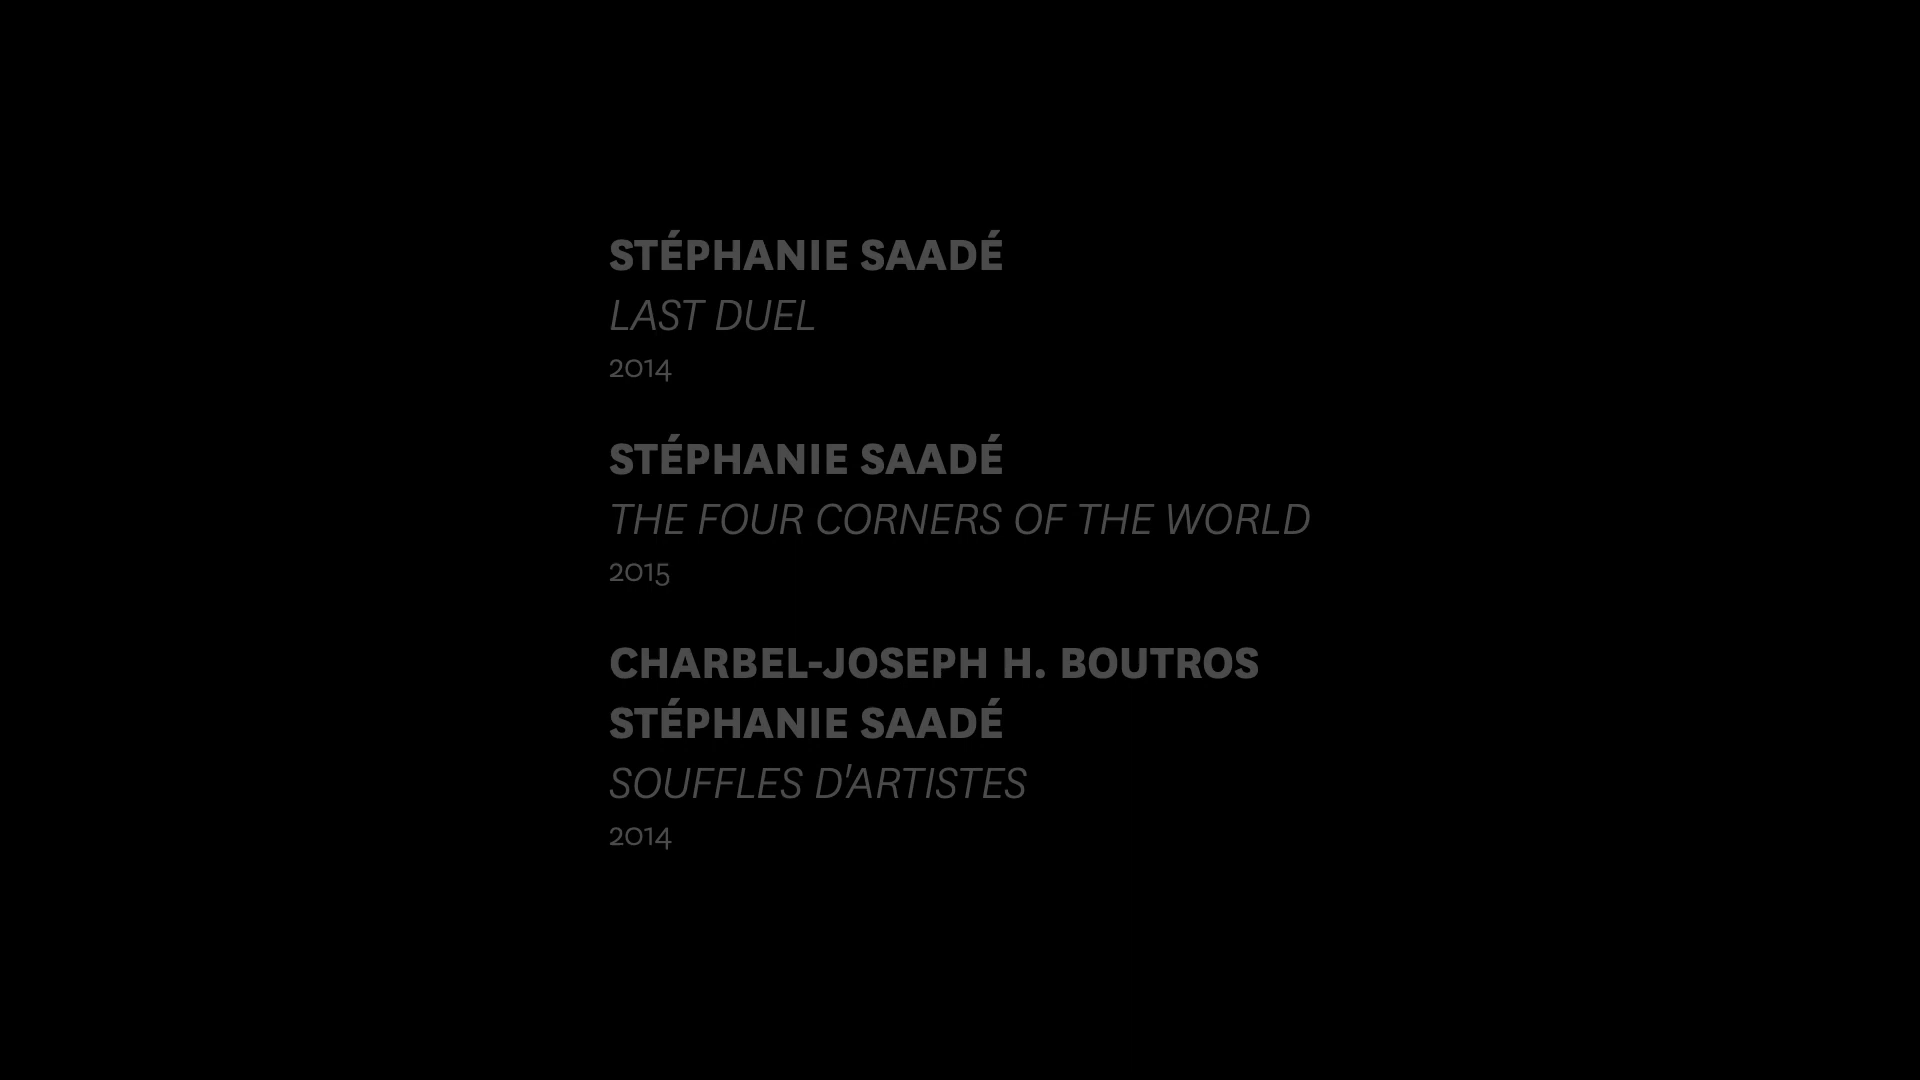 STÉPHANIE SAADÉ
LAST DUEL
2014
STÉPHANIE SAADÉ
THE FOUR CORNERS OF THE WORLD
2015
CHARBEL-JOSEPH H. BOUTROS
STÉPHANIE SAADÉ
SOUFFLES D'ARTISTES
2014